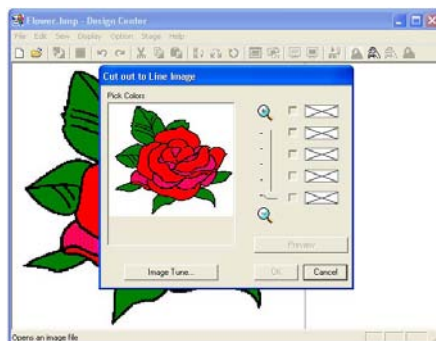 Flower.bmp - Design Center
File Edit Sew Display Option Stage Help
Cut out to Line Image
Pick Colors
Preview
Image Tune...
OK
Cancel
Opens an image file